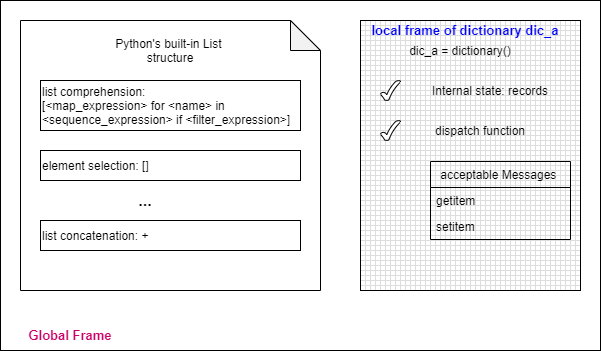 Python's built-in List
structure
list comprehension:
[<map_expression> for <name> in
<sequence_expression> if <filter_expression>]
element selection: []
...
list concatenation: +
local frame of dictionary dic_a
dic_a = dictionary()
Internal state: records
dispatch function
acceptable Messages
getitem
setitem
Global Frame